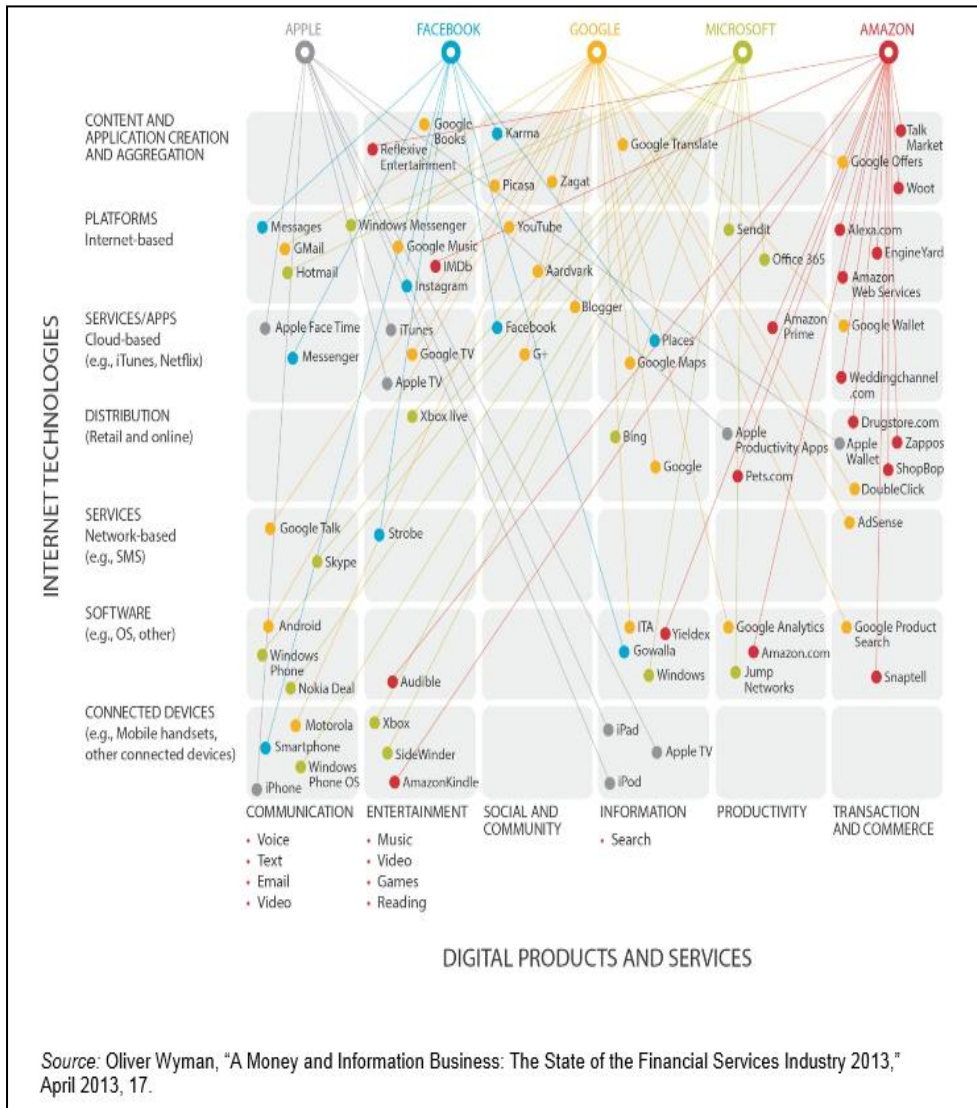 APPLE
FACEBOOK
GOOGLE
MICROSOFT
AMAZON
INTERNET TECHNOLOGIES
CONTENT AND
APPLICATION CREATION
AND AGGREGATION
Google
Books
Reflexive
Entertainment
Karma
Picasa
Zagat
Google Translate
Talk
Market
Google Offers
Woot
PLATFORMS
Internet-based
Messages
GMail
Hotmail
Windows Messenger
Google Music
IMDb
Instagram
YouTube
Aardvark
Blogger
Sendit
Office 365
Alexa.com
EngineYard
Amazon
Web Services
SERVICES/APPS
Cloud-based
(e.g., iTunes, Netflix)
Apple Face Time
Messenger
iTunes
Google TV
Apple TV
Facebook
G+
Places
Google Maps
Amazon
Prime
Google Wallet
Weddingchannel
.com
DISTRIBUTION
(Retail and online)
Xbox live
Bing
Google
Apple
Productivity Apps
Pets.com
Drugstore.com
Apple
Wallet
Zappos
ShopBop
DoubleClick
SERVICES
Network-based
(e.g., SMS)
Google Talk
Skype
Strobe
AdSense
SOFTWARE
(e.g., OS, other)
Android
Windows
Phone
Nokia Deal
Audible
ITA
Yieldex
Gowalla
Windows
Google Analytics
Amazon.com
Jump
Networks
Google Product
Search
Snaptell
CONNECTED DEVICES
(e.g., Mobile handsets,
other connected devices)
Motorola
Smartphone
Windows
Phone OS
iPhone
Xbox
SideWinder
AmazonKindle
iPad
Apple TV
iPod
COMMUNICATION
• Voice
• Text
• Email
• Video
ENTERTAINMENT
• Music
• Video
• Games
• Reading
SOCIAL AND
COMMUNITY
INFORMATION
• Search
PRODUCTIVITY
TRANSACTION
AND COMMERCE
DIGITAL PRODUCTS AND SERVICES
Source: Oliver Wyman, “A Money and Information Business: The State of the Financial Services Industry 2013,”
April 2013, 17.